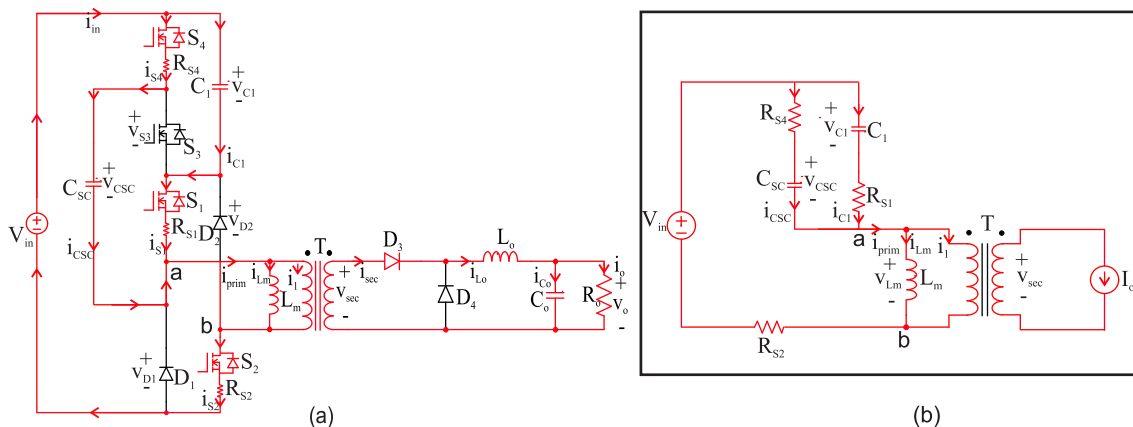 i_in
S_4
R_S4
i_S4
C_1
+
v_C1
-
+
v_S3
-
S_3
i_C1
C_SC
+
v_CSC
-
S_1
R_S1
D_2
+
v_D2
-
V_in
i_CSC
i_S1
a
i_prim
i_Lm
i_1
T
L_m
+
v_sec
-
i_sec
D_3
D_4
i_Lo
L_o
i_Co
C_o
i_o
R_o
+
v_o
-
b
S_2
R_S2
i_S2
+
v_D1
-
D_1
(a)
R_S4
+
v_C1
-
C_1
C_SC
+
v_CSC
-
R_S1
i_CSC
i_C1
a
i_prim
i_Lm
i_1
T
V_in
+
v_Lm
-
L_m
+
v_sec
-
R_S2
b
(b)